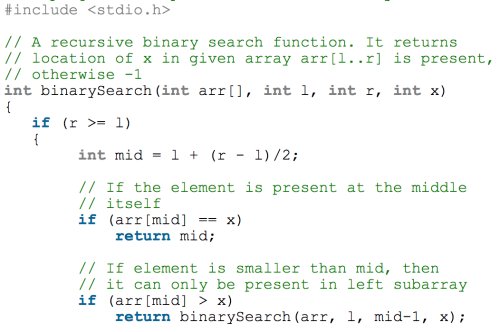 #include <stdio.h>
// A recursive binary search function. It returns
// location of x in given array arr[l..r] is present,
// otherwise -1
int binarySearch(int arr[], int l, int r, int x)
{
if (r >= l)
{
int mid = l + (r - l)/2;
// If the element is present at the middle
// itself
if (arr[mid] == x)
return mid;
// If element is smaller than mid, then
// it can only be present in left subarray
if (arr[mid] > x)
return binarySearch(arr, l, mid-1, x);